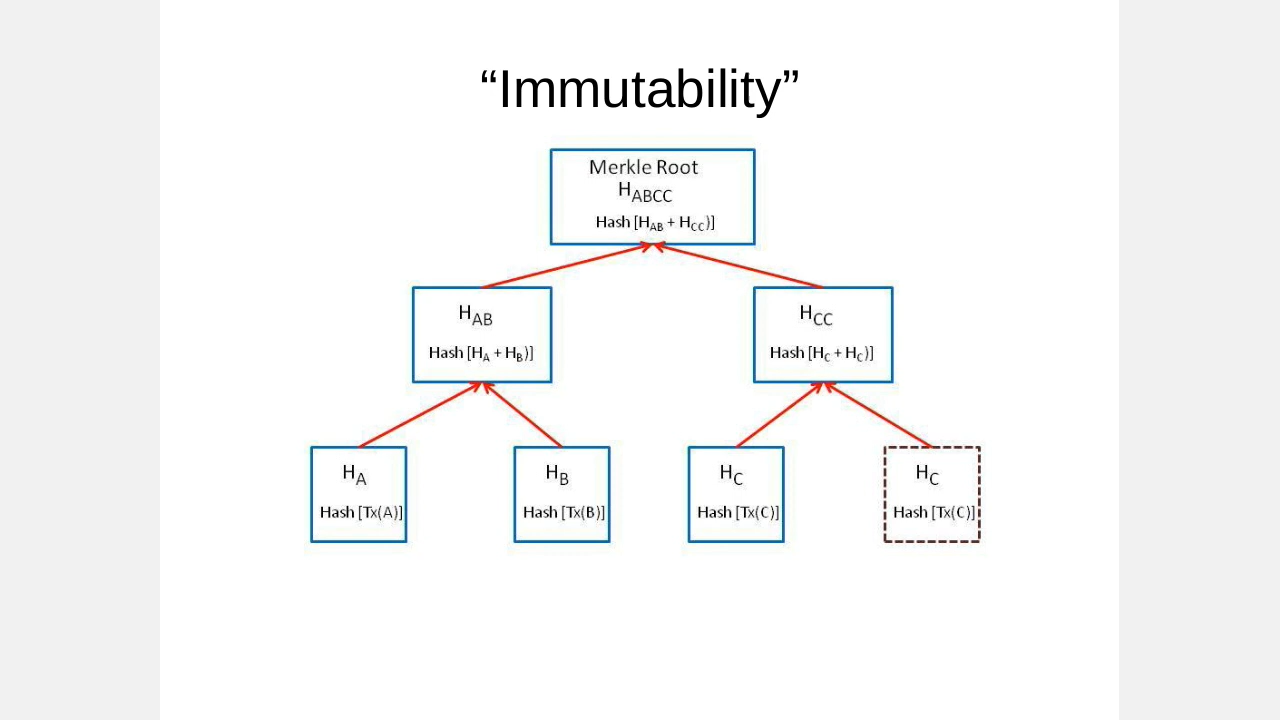 “Immutability”
Merkle Root
H_ABCC
Hash [H_AB + H_CC)]
H_AB
Hash [H_A + H_B)]
H_CC
Hash [H_C + H_C)]
H_A
Hash [Tx(A)]
H_B
Hash [Tx(B)]
H_C
Hash [Tx(C)]
H_C
Hash [Tx(C)]